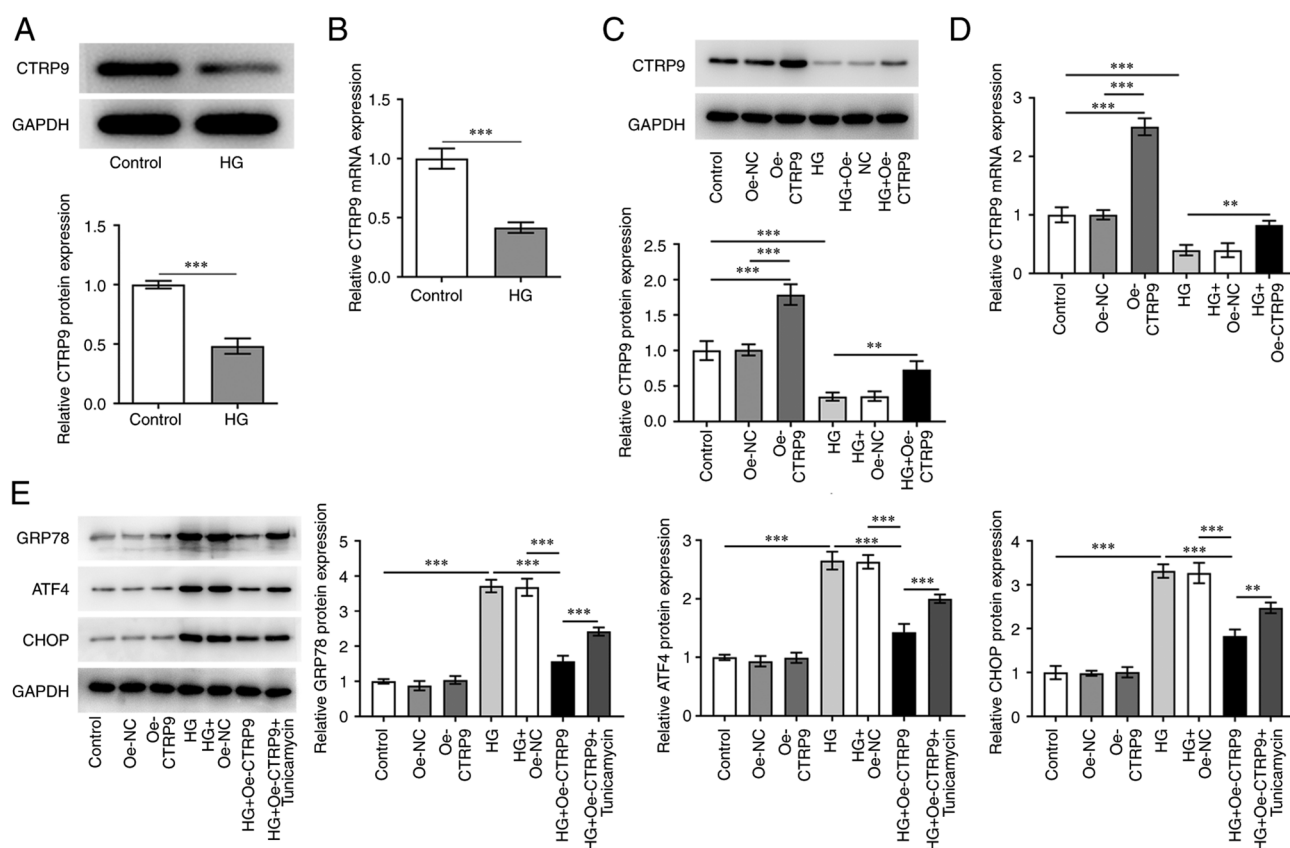 A
CTRP9
GAPDH
Control
HG
Relative CTRP9 protein expression
1.5
1.0
0.5
0.0
***
Control
HG
B
Relative CTRP9 mRNA expression
1.5
1.0
0.5
0.0
***
Control
HG
C
CTRP9
GAPDH
Control
Oe-NC
Oe-
CTRP9
HG
HG+Oe-
NC
HG+Oe-
CTRP9
Relative CTRP9 protein expression
2.5
2.0
1.5
1.0
0.5
0.0
***
***
***
**
Control
Oe-NC
Oe-
CTRP9
HG
HG+
Oe-NC
HG+Oe-
CTRP9
D
Relative CTRP9 mRNA expression
3
2
1
0
***
***
***
**
Control
Oe-NC
Oe-
CTRP9
HG
HG+
Oe-NC
HG+
Oe-CTRP9
E
GRP78
ATF4
CHOP
GAPDH
Control
Oe-NC
Oe-
CTRP9
HG
HG+
Oe-NC
HG+Oe-CTRP9
HG+Oe-CTRP9+
Tunicamycin
Relative GRP78 protein expression
5
4
3
2
1
0
***
***
***
***
Control
Oe-NC
Oe-
CTRP9
HG
HG+
Oe-NC
HG+Oe-CTRP9
HG+Oe-CTRP9+
Tunicamycin
Relative ATF4 protein expression
3
2
1
0
***
***
***
***
Control
Oe-NC
Oe-
CTRP9
HG
HG+
Oe-NC
HG+Oe-CTRP9
HG+Oe-CTRP9+
Tunicamycin
Relative CHOP protein expression
4
3
2
1
0
***
***
***
**
Control
Oe-NC
Oe-
CTRP9
HG
HG+
Oe-NC
HG+Oe-CTRP9
HG+Oe-CTRP9+
Tunicamycin